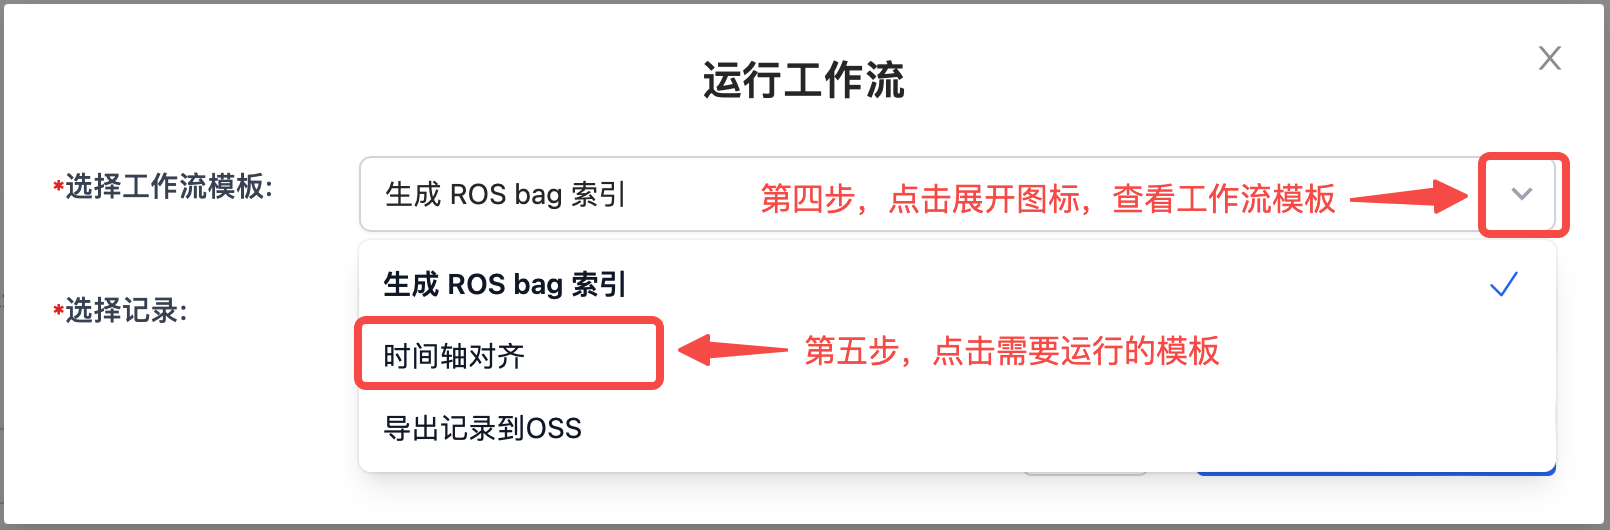 运行工作流
*选择工作流模板:
生成 ROS bag 索引
第四步，点击展开图标，查看工作流模板
生成 ROS bag 索引
*选择记录:
时间轴对齐
第五步，点击需要运行的模板
导出记录到OSS